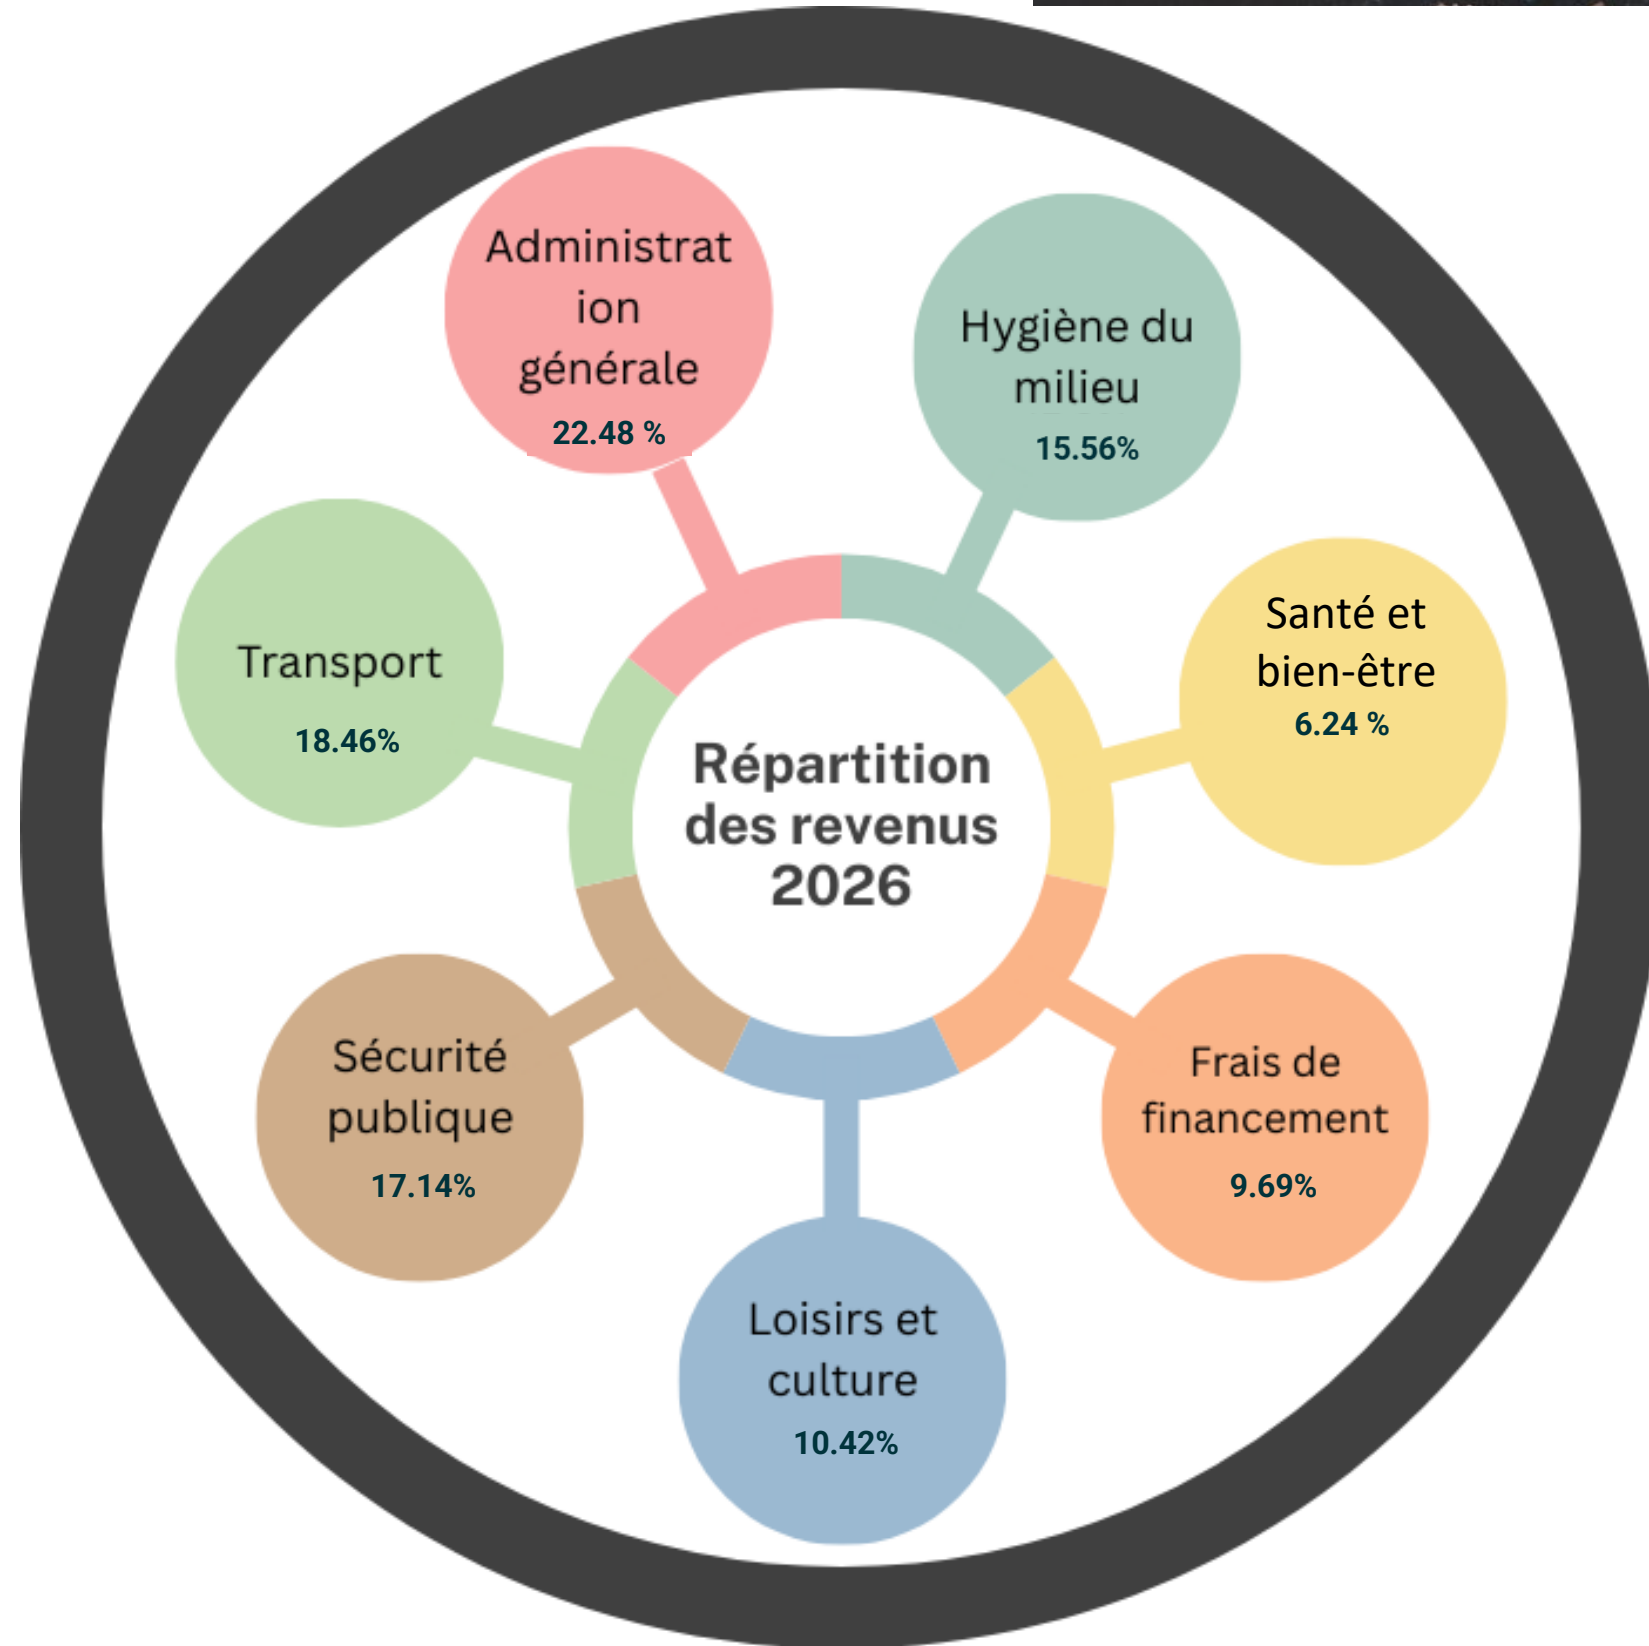 Administrat
ion
générale
22.48 %
Hygiène du
milieu
15.56%
Santé et
bien-être
6.24 %
Transport
18.46%
Répartition
des revenus
2026
Sécurité
publique
17.14%
Frais de
financement
9.69%
Loisirs et
culture
10.42%